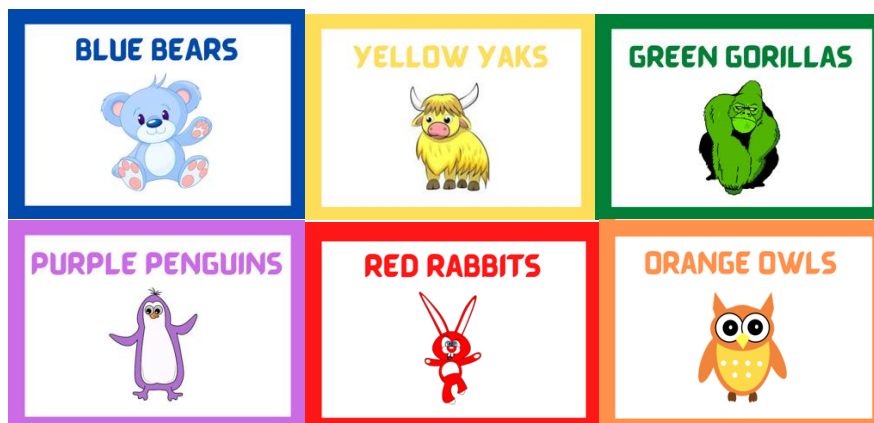 BLUE BEARS
YELLOW YAKS
GREEN GORILLAS
PURPLE PENGUINS
RED RABBITS
ORANGE OWLS